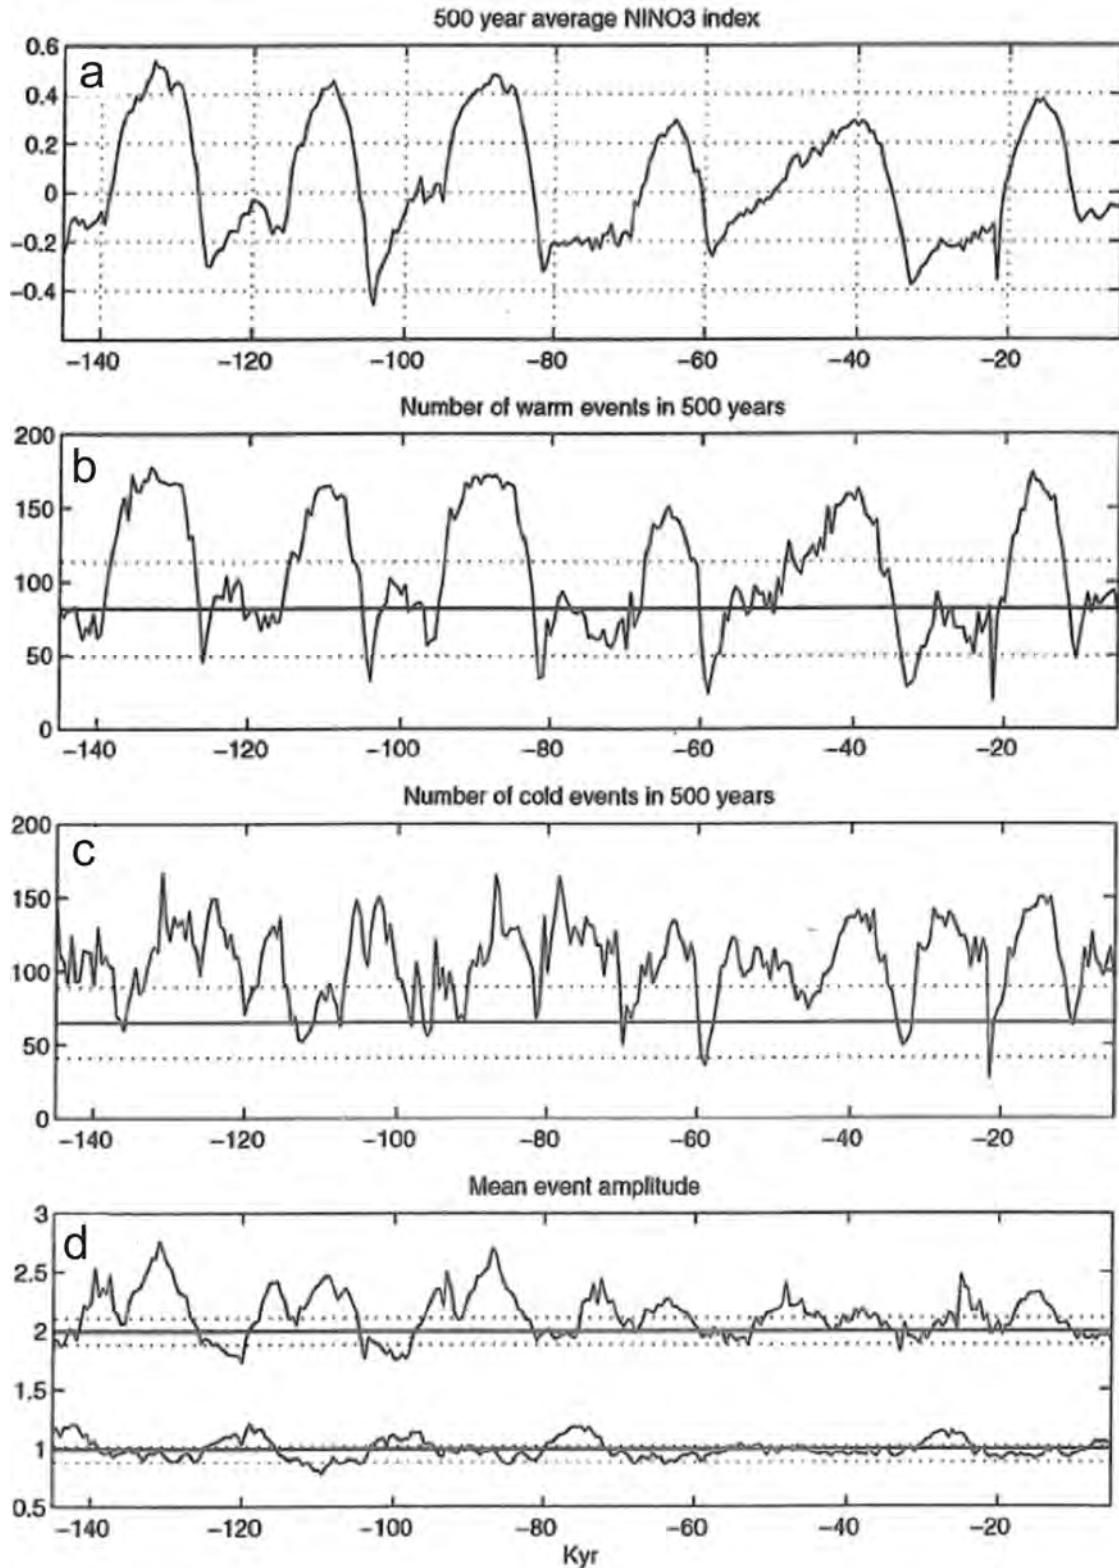 500 year average NINO3 index
a
0.6
0.4
0.2
0
−0.2
−0.4
−140 −120 −100 −80 −60 −40 −20
Number of warm events in 500 years
b
200
150
100
50
0
−140 −120 −100 −80 −60 −40 −20
Number of cold events in 500 years
c
200
150
100
50
0
−140 −120 −100 −80 −60 −40 −20
Mean event amplitude
d
3
2.5
2
1.5
1
0.5
−140 −120 −100 −80 −60 −40 −20
Kyr